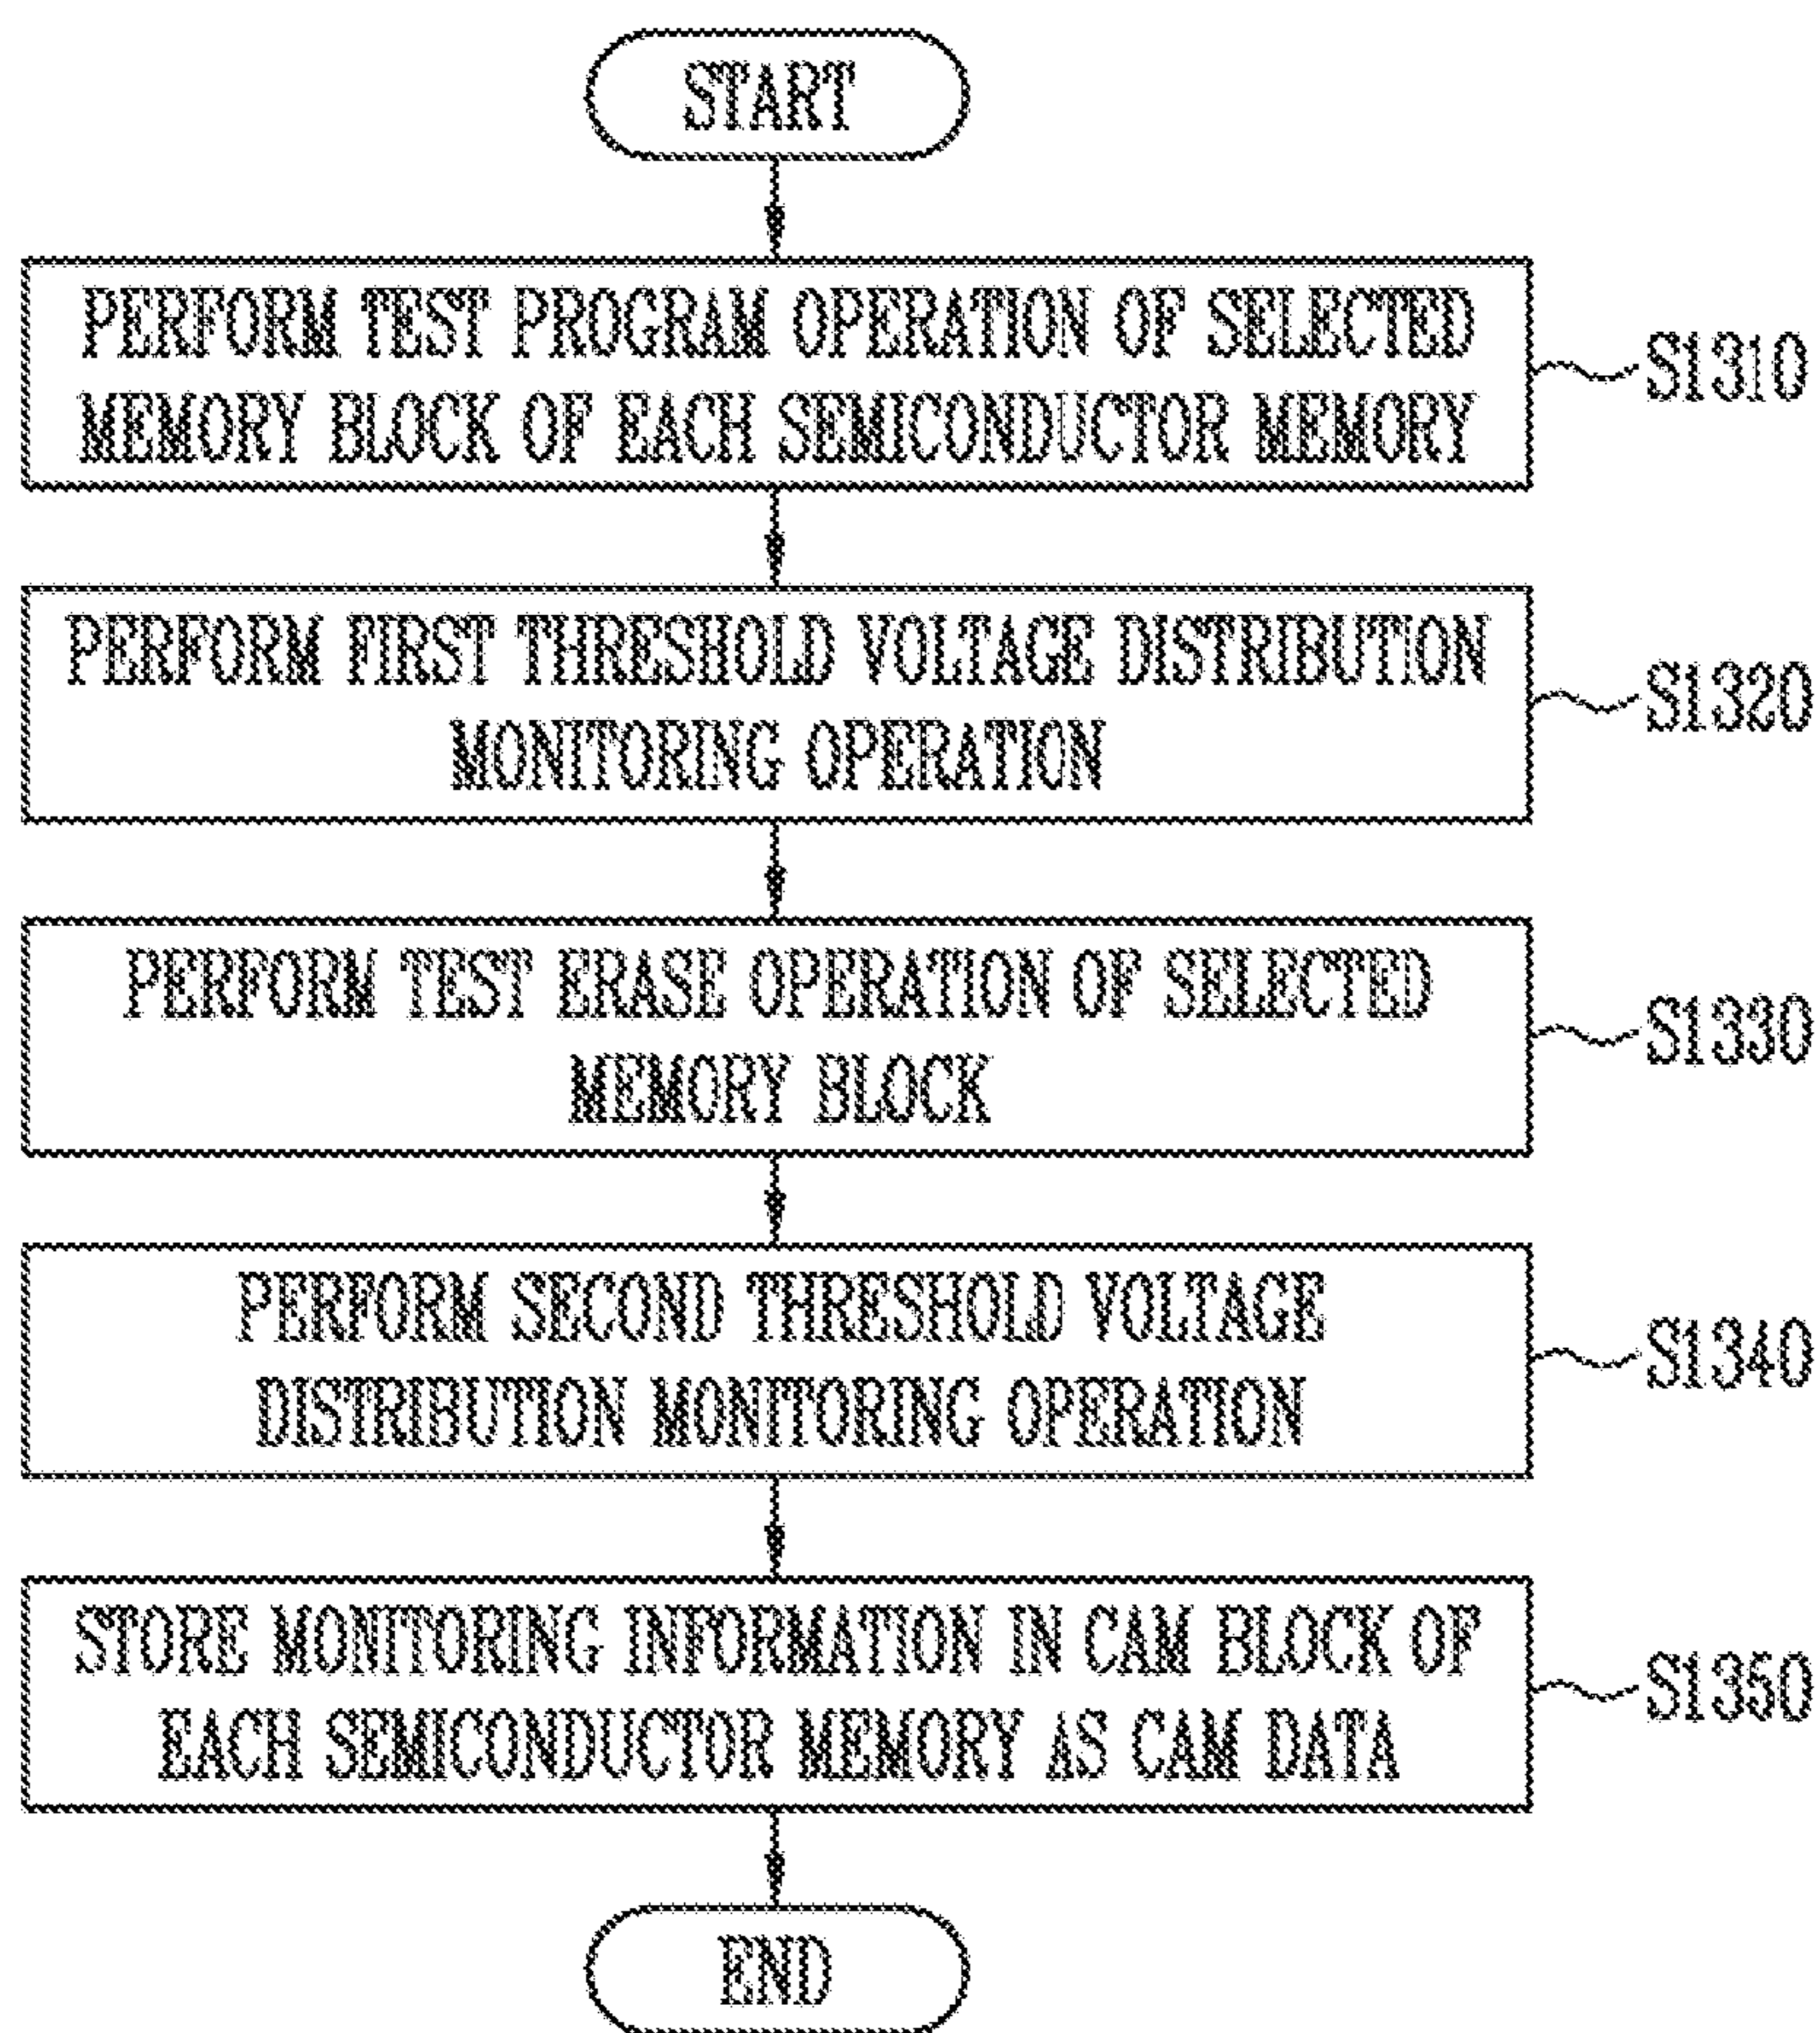 START
PERFORM TEST PROGRAM OPERATION OF SELECTED
MEMORY BLOCK OF EACH SEMICONDUCTOR MEMORY
S1310
PERFORM FIRST THRESHOLD VOLTAGE DISTRIBUTION
MONITORING OPERATION
S1320
PERFORM TEST ERASE OPERATION OF SELECTED
MEMORY BLOCK
S1330
PERFORM SECOND THRESHOLD VOLTAGE
DISTRIBUTION MONITORING OPERATION
S1340
STORE MONITORING INFORMATION IN CAM BLOCK OF
EACH SEMICONDUCTOR MEMORY AS CAM DATA
S1350
END